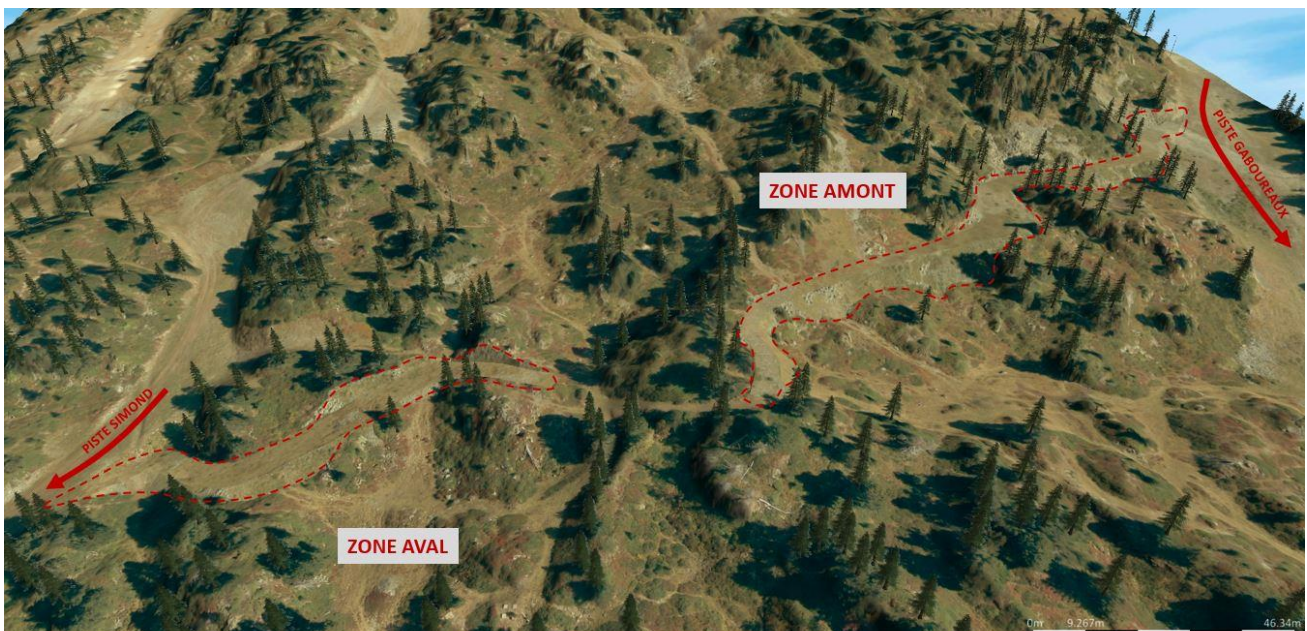 PISTE GABOUREAUX
ZONE AMONT
PISTE SIMOND
ZONE AVAL
0m 9.267m 46.34m